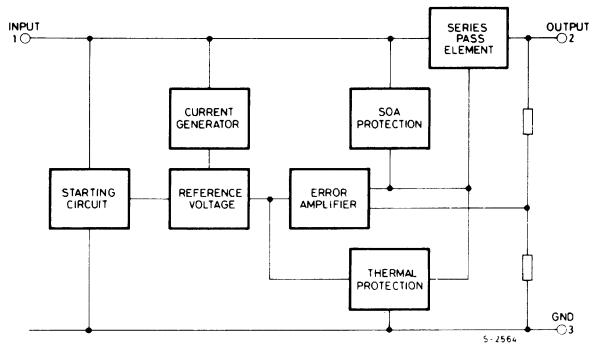 INPUT
1
SERIES
PASS
ELEMENT
OUTPUT
2
CURRENT
GENERATOR
SOA
PROTECTION
STARTING
CIRCUIT
REFERENCE
VOLTAGE
ERROR
AMPLIFIER
THERMAL
PROTECTION
GND
3
S-2564